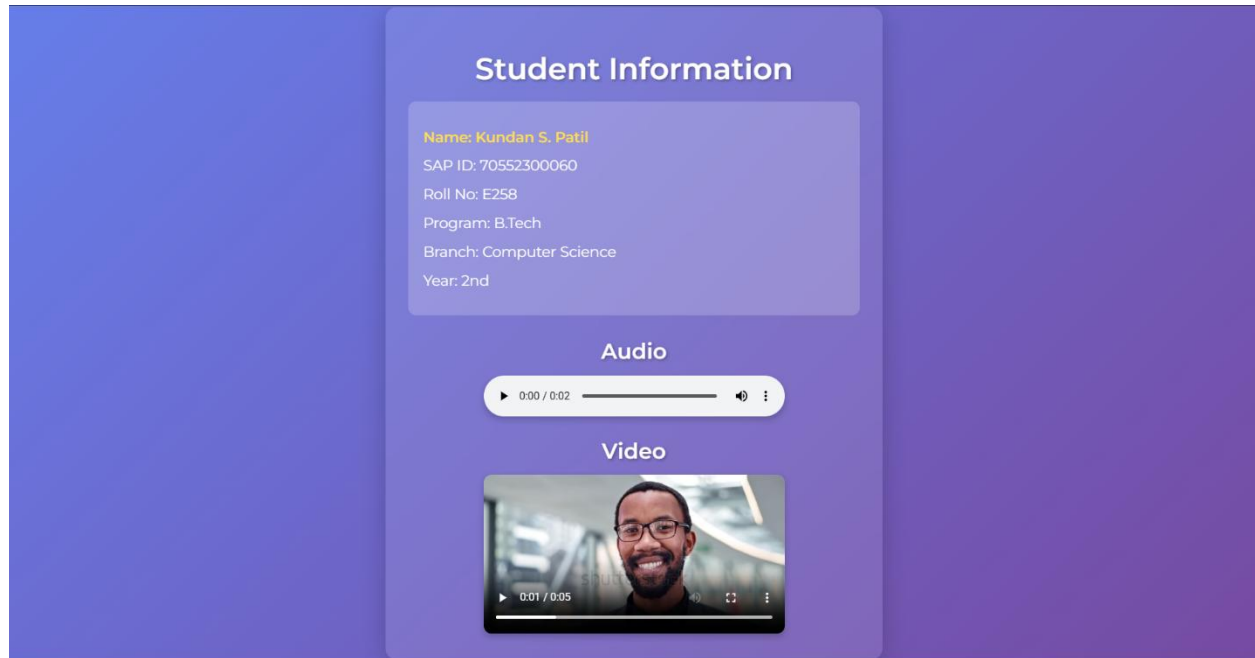 Student Information
Name: Kundan S. Patil
SAP ID: 70552300060
Roll No: E258
Program: B.Tech
Branch: Computer Science
Year: 2nd
Audio
0:00 / 0:02
Video
0:01 / 0:05